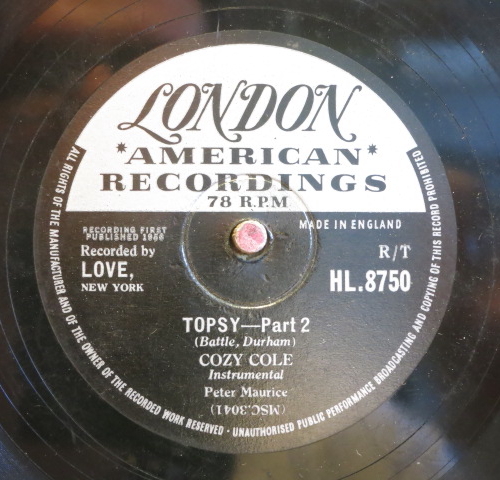 LONDON
*AMERICAN*
RECORDINGS
78 R.P.M
RECORDING FIRST
PUBLISHED 1958
MADE IN ENGLAND
Recorded by
LOVE,
NEW YORK
R/T
HL.8750
TOPSY—Part 2
(Battle, Durham)
COZY COLE
Instrumental
Peter Maurice
(MSC.3041)
ALL RIGHTS OF THE MANUFACTURER AND OF THE OWNER OF THE RECORDED WORK RESERVED · UNAUTHORISED PUBLIC PERFORMANCE BROADCASTING AND COPYING OF THIS RECORD PROHIBITED